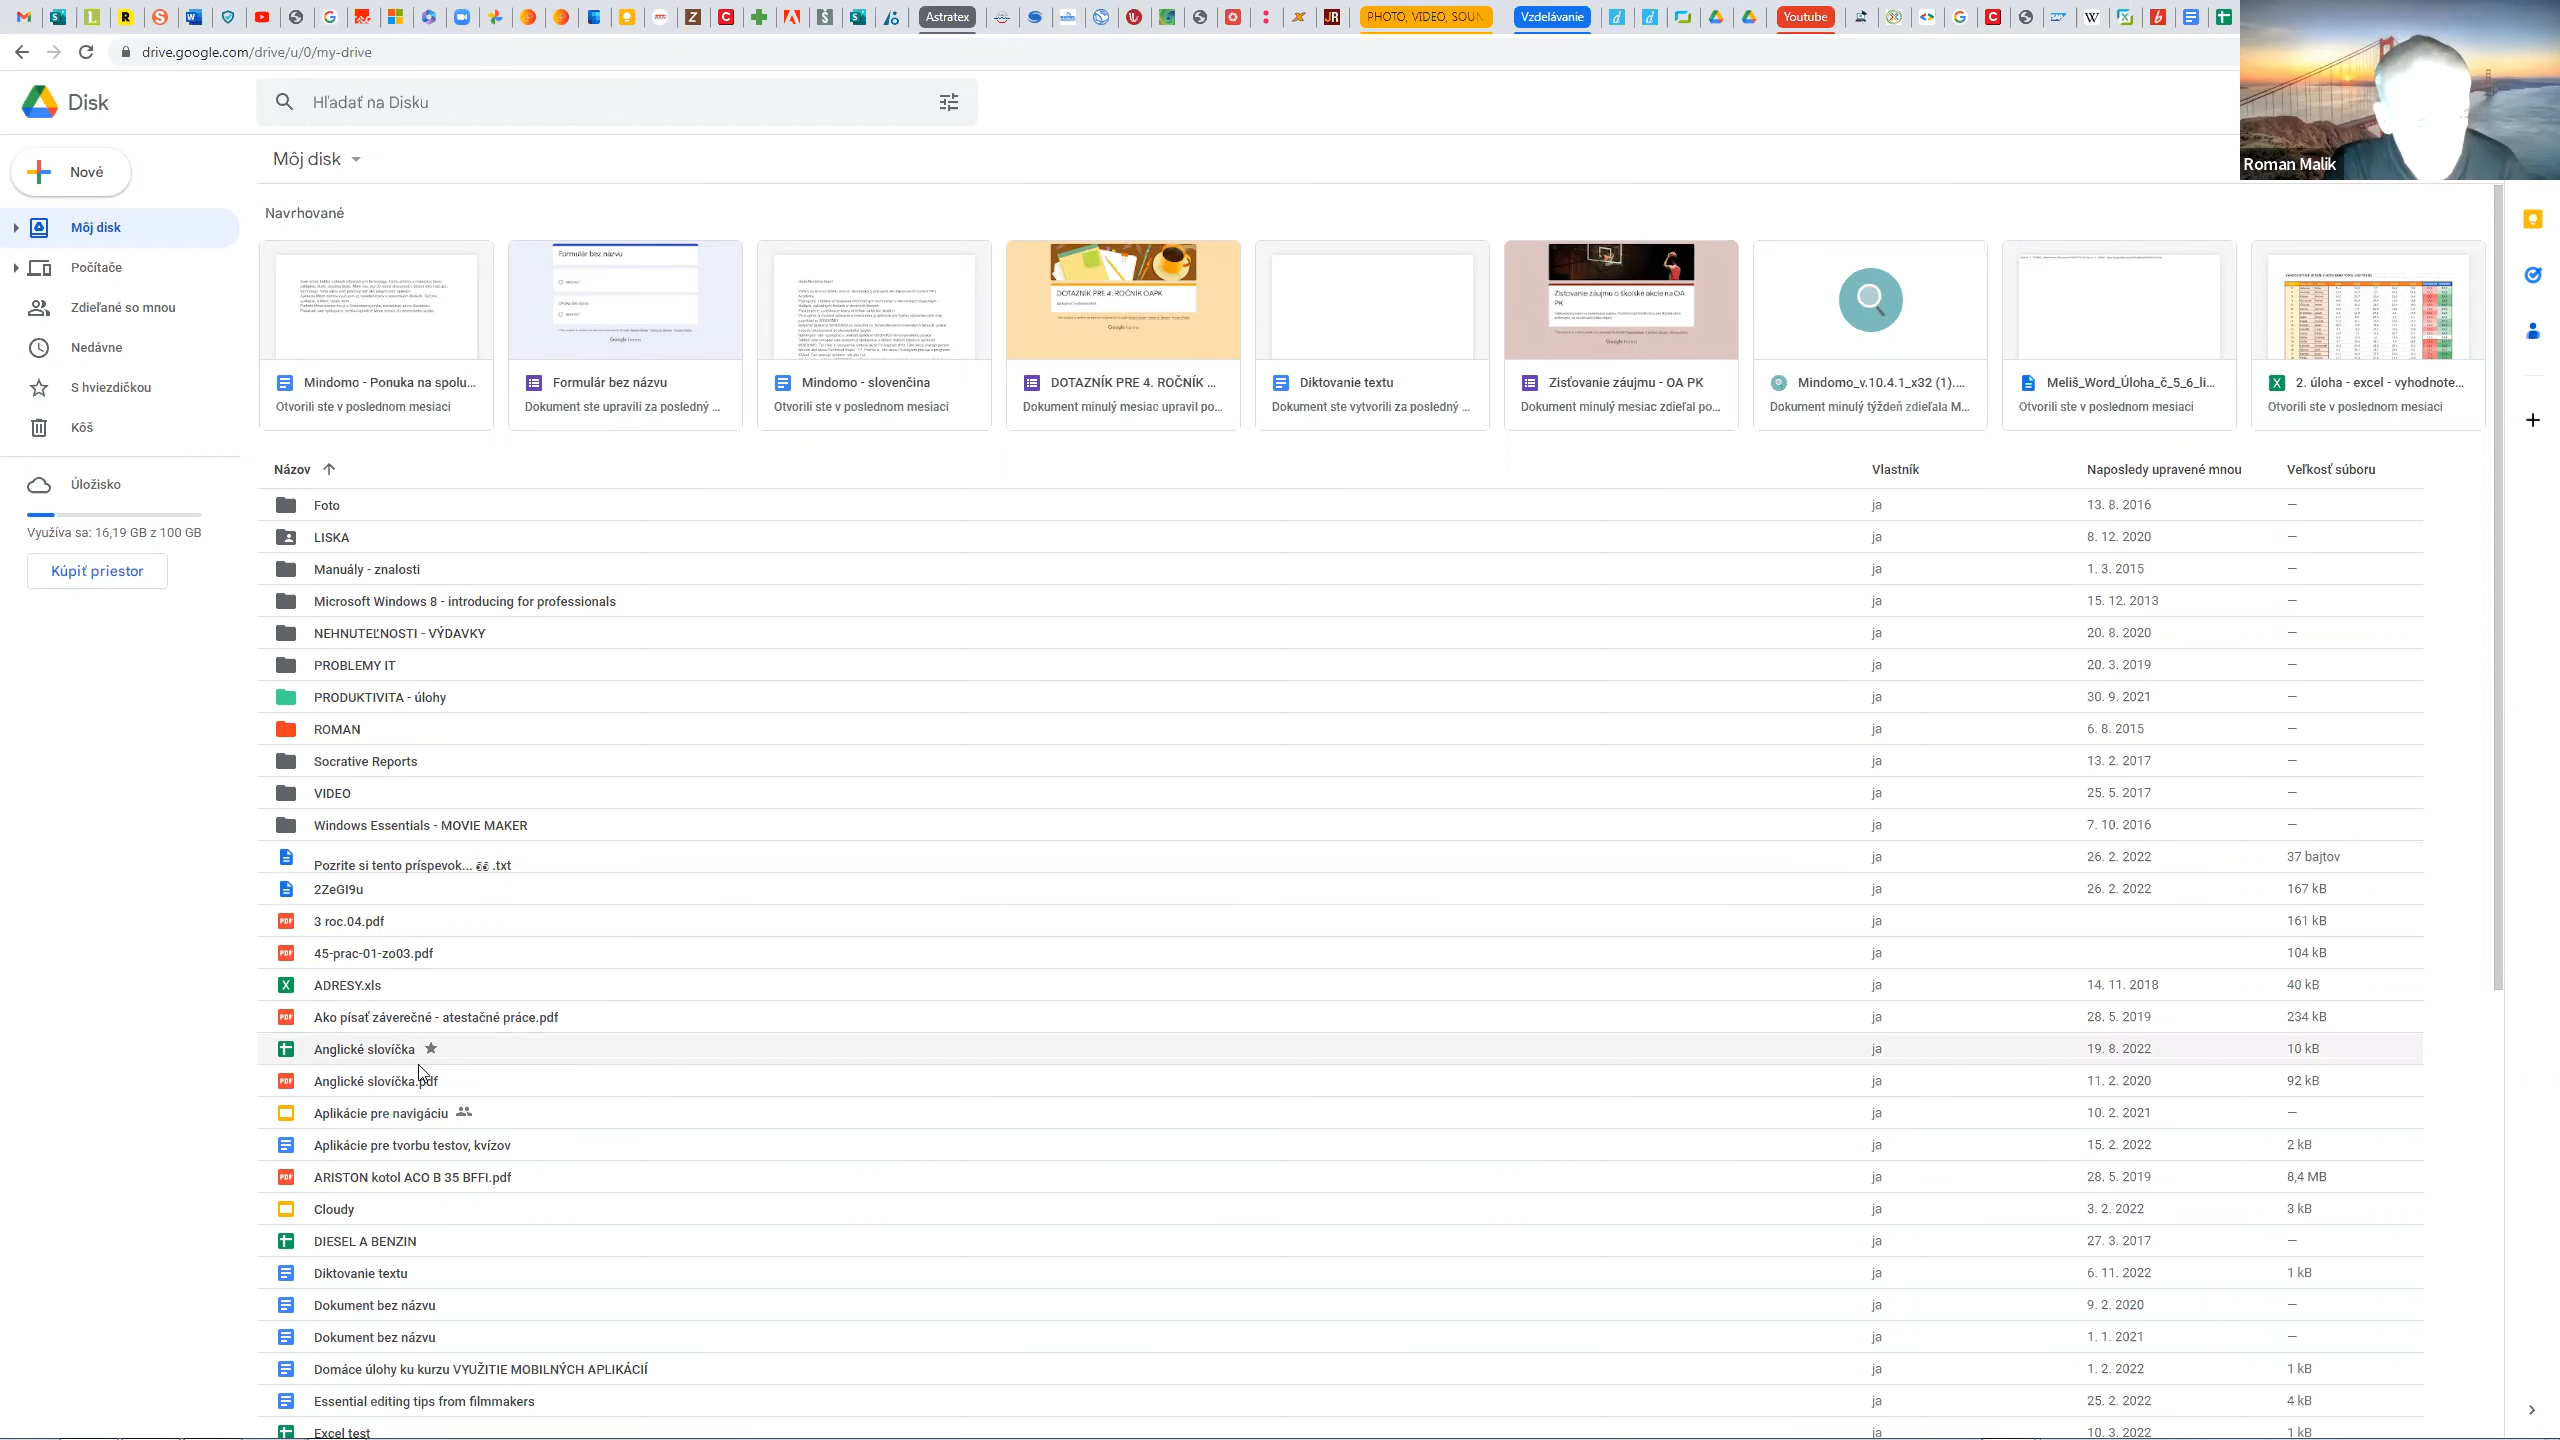 Astratex
PHOTO, VIDEO, SOUN
Vzdelávanie
Youtube
drive.google.com/drive/u/0/my-drive
Disk
Hľadať na Disku
Roman Malik
Môj disk
Nové
Môj disk
Počítače
Zdieľané so mnou
Nedávne
S hviezdičkou
Kôš
Úložisko
Využíva sa: 16,19 GB z 100 GB
Kúpiť priestor
Navrhované
Formulár bez názvu
DOTAZNÍK PRE 4. ROČNÍK OAPK
Google Forms
Zisťovanie záujmu o školské akcie na OA PK
Mindomo - Ponuka na spolu...
Otvorili ste v poslednom mesiaci
Formulár bez názvu
Dokument ste upravili za posledný ...
Mindomo - slovenčina
Otvorili ste v poslednom mesiaci
DOTAZNÍK PRE 4. ROČNÍK ...
Dokument minulý mesiac upravil po...
Diktovanie textu
Dokument ste vytvorili za posledný ...
Zisťovanie záujmu - OA PK
Dokument minulý mesiac zdieľal po...
Mindomo_v.10.4.1_x32 (1)....
Dokument minulý týždeň zdieľala M...
Meliš_Word_Úloha_č_5_6_li...
Otvorili ste v poslednom mesiaci
2. úloha - excel - vyhodnote...
Otvorili ste v poslednom mesiaci
Názov Vlastník Naposledy upravené mnou Veľkosť súboru
Foto ja 13. 8. 2016 —
LISKA ja 8. 12. 2020 —
Manuály - znalosti ja 1. 3. 2015 —
Microsoft Windows 8 - introducing for professionals ja 15. 12. 2013 —
NEHNUTEĽNOSTI - VÝDAVKY ja 20. 8. 2020 —
PROBLEMY IT ja 20. 3. 2019 —
PRODUKTIVITA - úlohy ja 30. 9. 2021 —
ROMAN ja 6. 8. 2015 —
Socrative Reports ja 13. 2. 2017 —
VIDEO ja 25. 5. 2017 —
Windows Essentials - MOVIE MAKER ja 7. 10. 2016 —
Pozrite si tento príspevok... 👀 .txt ja 26. 2. 2022 37 bajtov
2ZeGI9u ja 26. 2. 2022 167 kB
3 roc.04.pdf ja 161 kB
45-prac-01-zo03.pdf ja 104 kB
ADRESY.xls ja 14. 11. 2018 40 kB
Ako písať záverečné - atestačné práce.pdf ja 28. 5. 2019 234 kB
Anglické slovíčka ja 19. 8. 2022 10 kB
Anglické slovíčka.pdf ja 11. 2. 2020 92 kB
Aplikácie pre navigáciu ja 10. 2. 2021 —
Aplikácie pre tvorbu testov, kvízov ja 15. 2. 2022 2 kB
ARISTON kotol ACO B 35 BFFI.pdf ja 28. 5. 2019 8,4 MB
Cloudy ja 3. 2. 2022 3 kB
DIESEL A BENZIN ja 27. 3. 2017 —
Diktovanie textu ja 6. 11. 2022 1 kB
Dokument bez názvu ja 9. 2. 2020 —
Dokument bez názvu ja 1. 1. 2021 —
Domáce úlohy ku kurzu VYUŽITIE MOBILNÝCH APLIKÁCIÍ ja 1. 2. 2022 1 kB
Essential editing tips from filmmakers ja 25. 2. 2022 4 kB
Excel test ja 10. 3. 2022 1 kB